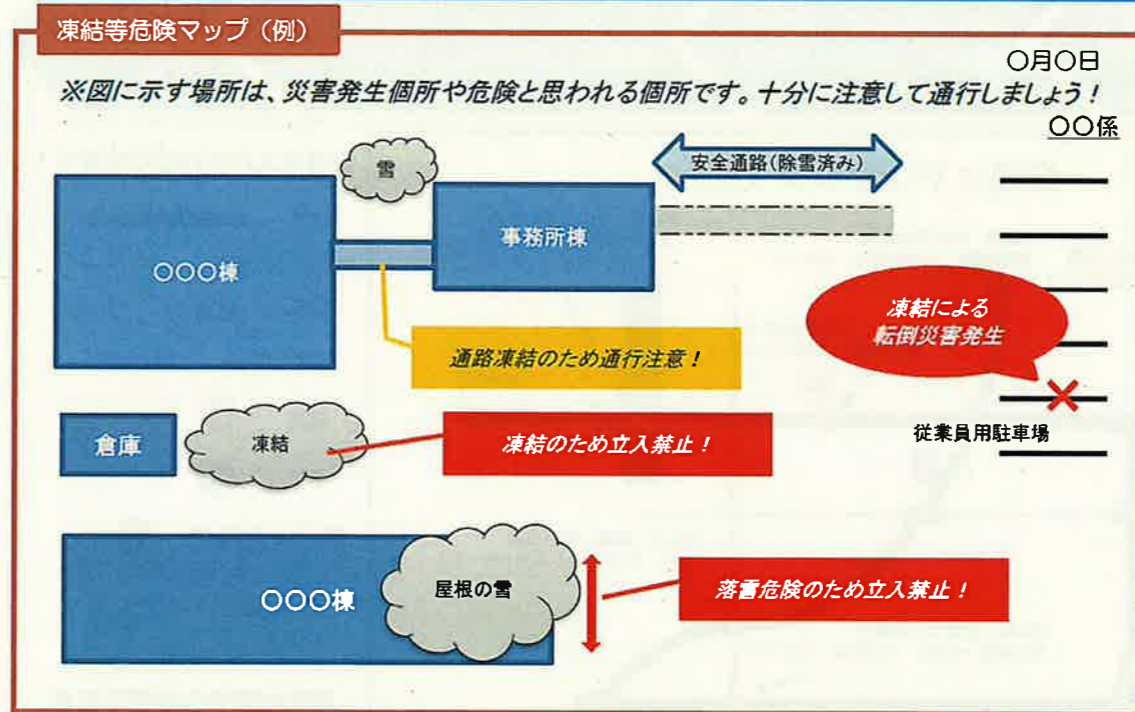 凍結等危険マップ（例）
〇月〇日
※図に示す場所は、災害発生個所や危険と思われる個所です。十分に注意して通行しましょう！
〇〇係
雪
安全通路（除雪済み）
〇〇〇棟
事務所棟
凍結による
転倒災害発生
通路凍結のため通行注意！
倉庫
凍結
凍結のため立入禁止！
従業員用駐車場
〇〇〇棟
屋根の雪
落雪危険のため立入禁止！